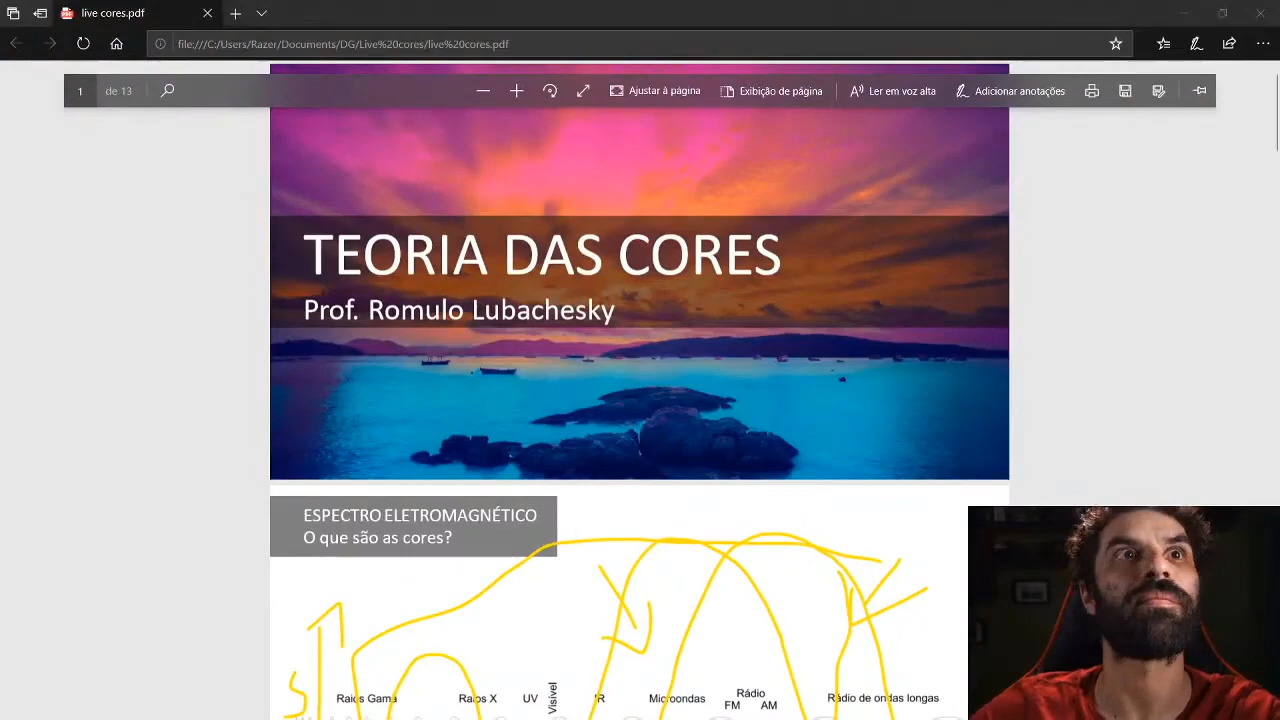 live cores.pdf
file:///C:/Users/Razer/Documents/DG/Live%20cores/live%20cores.pdf
1 de 13 Ajustar à página Exibição de página Ler em voz alta Adicionar anotações
TEORIA DAS CORES
Prof. Romulo Lubachesky
ESPECTRO ELETROMAGNÉTICO
O que são as cores?
Raios Gama Raios X UV Visível IR Microondas Rádio Rádio de ondas longas
FM AM